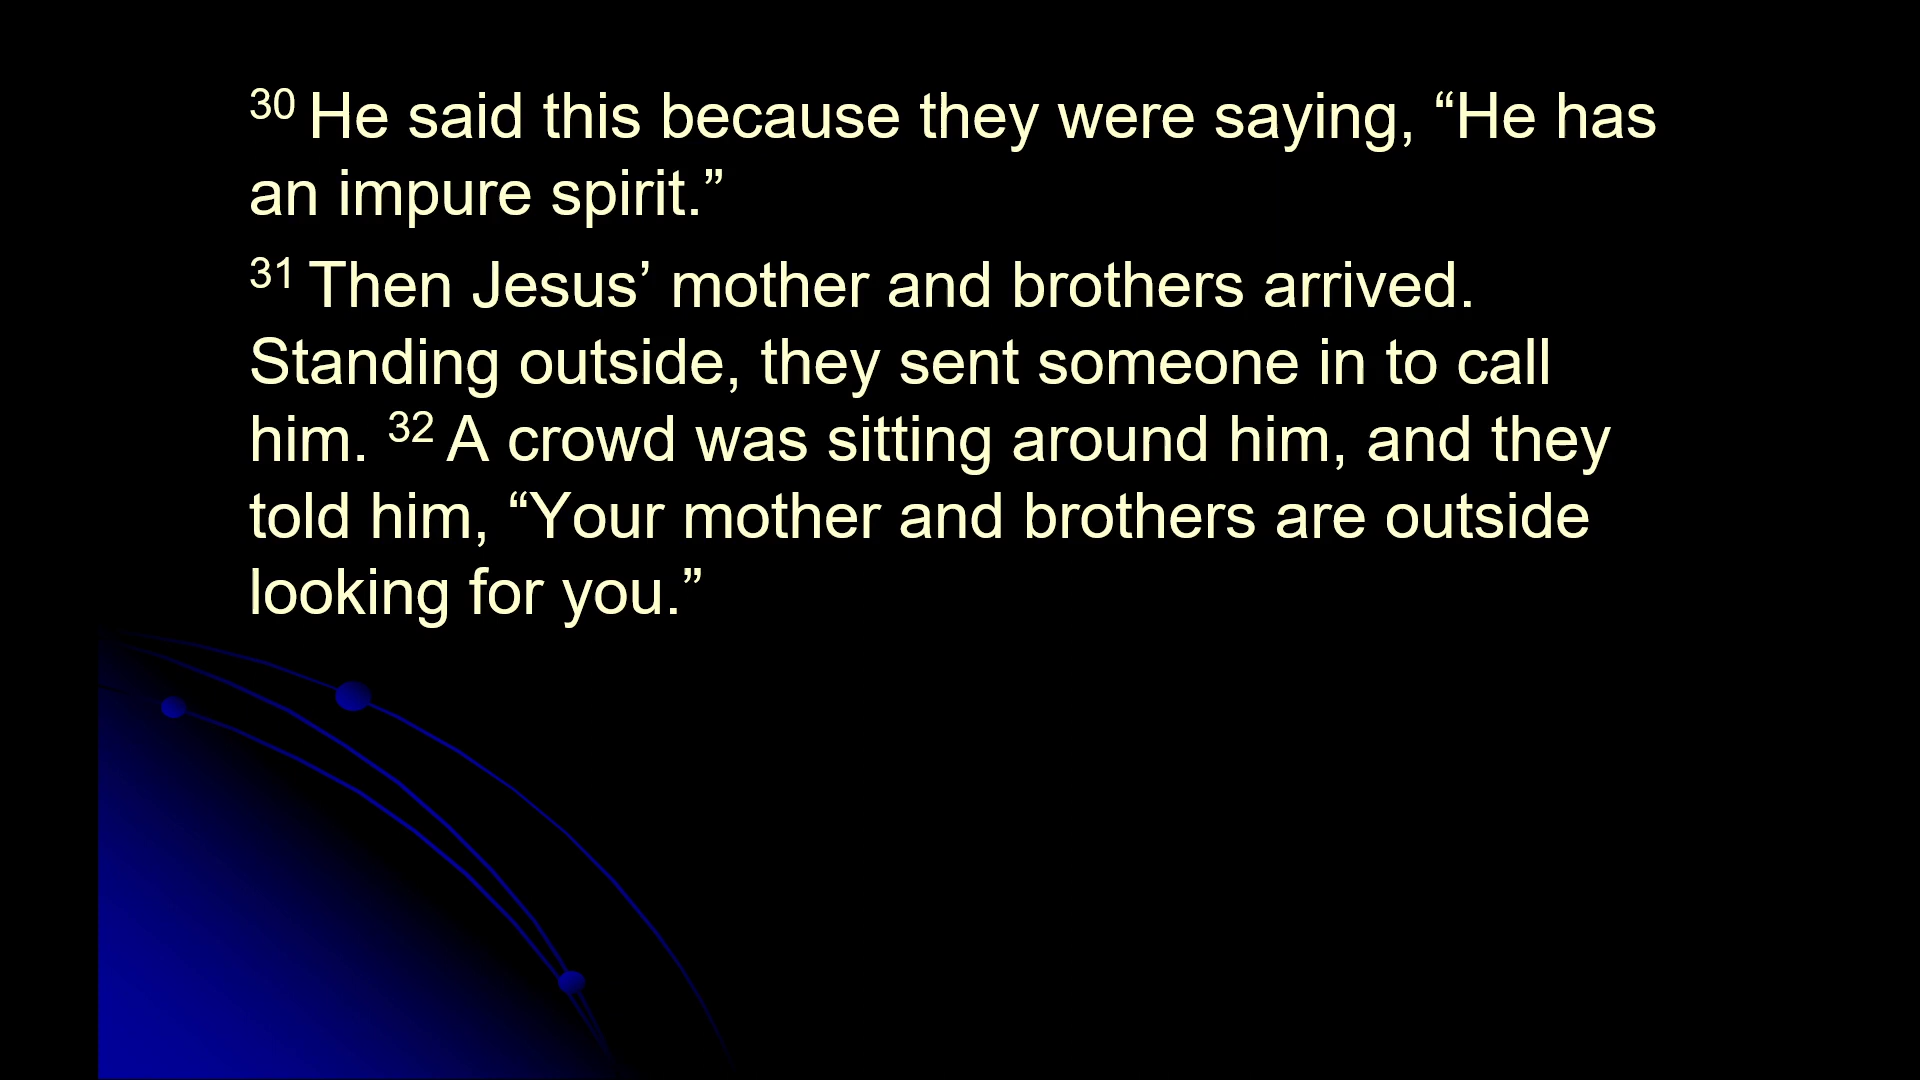 30 He said this because they were saying, “He has
an impure spirit.”
31 Then Jesus’ mother and brothers arrived.
Standing outside, they sent someone in to call
him. 32 A crowd was sitting around him, and they
told him, “Your mother and brothers are outside
looking for you.”